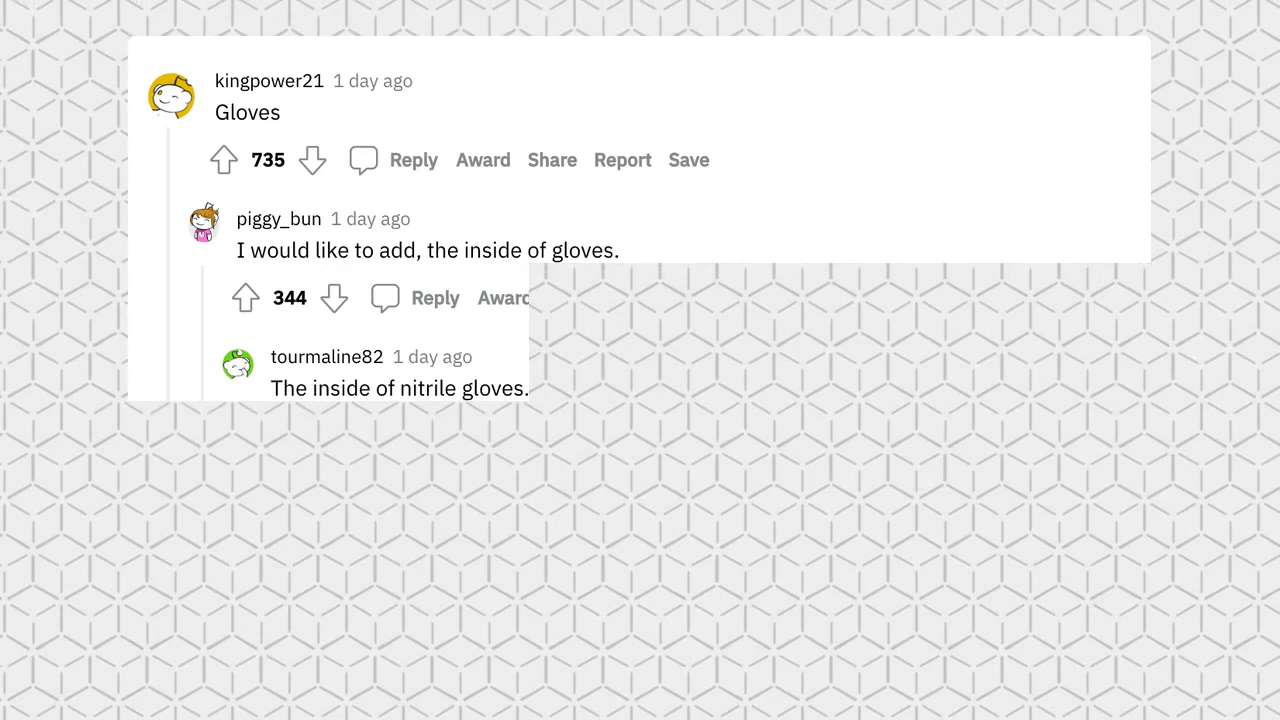 kingpower21 1 day ago
Gloves
735 Reply Award Share Report Save
piggy_bun 1 day ago
I would like to add, the inside of gloves.
344 Reply Award
tourmaline82 1 day ago
The inside of nitrile gloves.